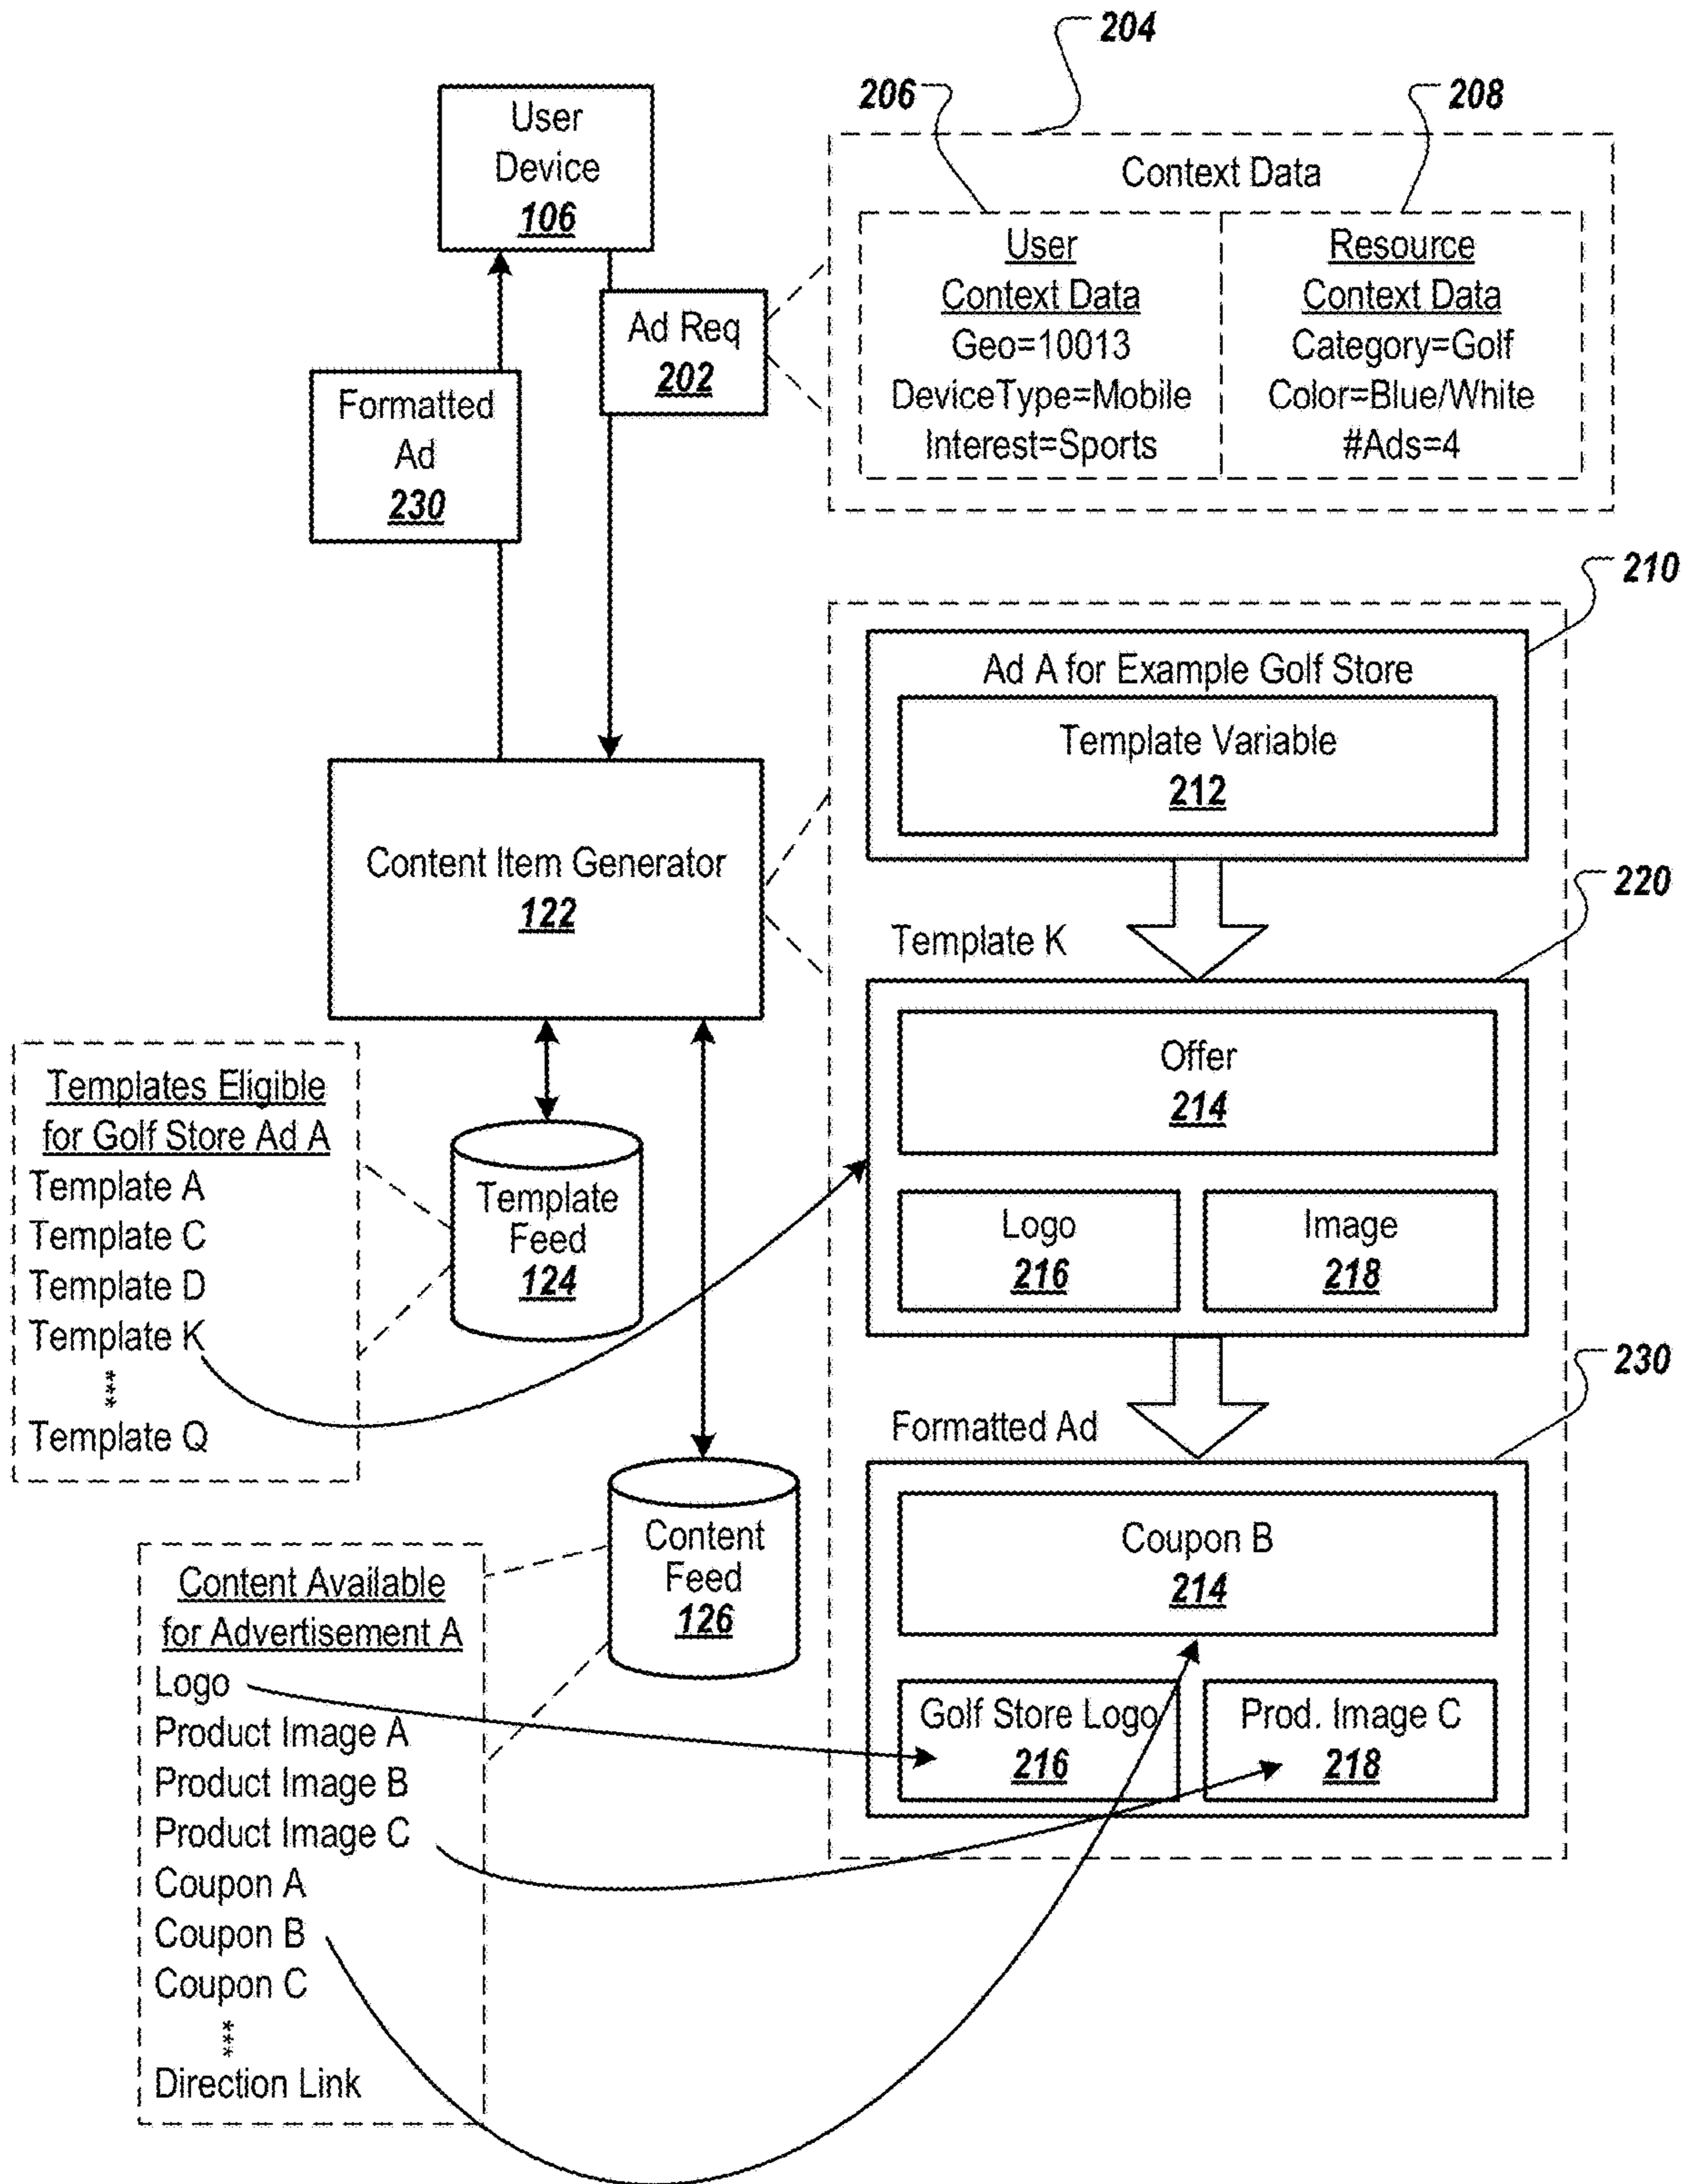 204
206
208
User
Device
106
Context Data
User
Context Data
Geo=10013
DeviceType=Mobile
Interest=Sports
Resource
Context Data
Category=Golf
Color=Blue/White
#Ads=4
Ad Req
202
Formatted
Ad
230
210
Ad A for Example Golf Store
Template Variable
212
Content Item Generator
122
220
Template K
Offer
214
Logo
216
Image
218
Templates Eligible
for Golf Store Ad A
Template A
Template C
Template D
Template K
***
Template Q
Template
Feed
124
230
Formatted Ad
Coupon B
214
Golf Store Logo
216
Prod. Image C
218
Content
Feed
126
Content Available
for Advertisement A
Logo
Product Image A
Product Image B
Product Image C
Coupon A
Coupon B
Coupon C
***
Direction Link